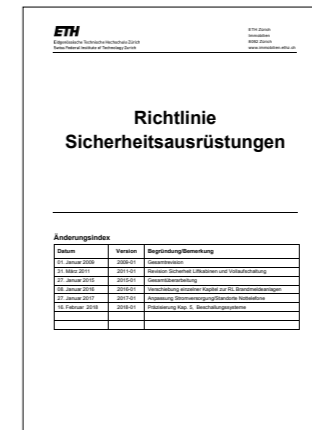 ETH
Eidgenössische Technische Hochschule Zürich
Swiss Federal Institute of Technology Zurich
ETH Zürich
Immobilien
8092 Zürich
www.immobilien.ethz.ch
Richtlinie
Sicherheitsausrüstungen
Änderungsindex
Datum Version Begründung/Bemerkung
01. Januar 2009 2009-01 Gesamtrevision
31. März 2011 2011-01 Revision Sicherheit Liftkabinen und Vollaufschaltung
27. Januar 2015 2015-01 Gesamtüberarbeitung
08. Januar 2016 2016-01 Verschiebung einzelner Kapitel zur RL Brandmeldeanlagen
27. Januar 2017 2017-01 Anpassung Stromversorgung/Standorte Nottelefone
16. Februar 2018 2018-01 Präzisierung Kap. 5, Beschallungssysteme